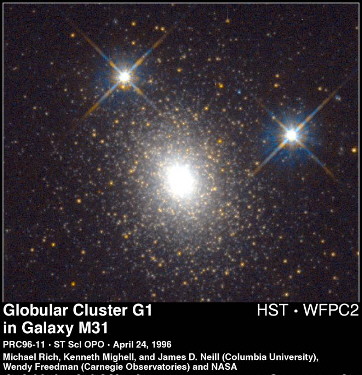 Globular Cluster G1 HST • WFPC2
in Galaxy M31
PRC96-11 • ST ScI OPO • April 24, 1996
Michael Rich, Kenneth Mighell, and James D. Neill (Columbia University),
Wendy Freedman (Carnegie Observatories) and NASA